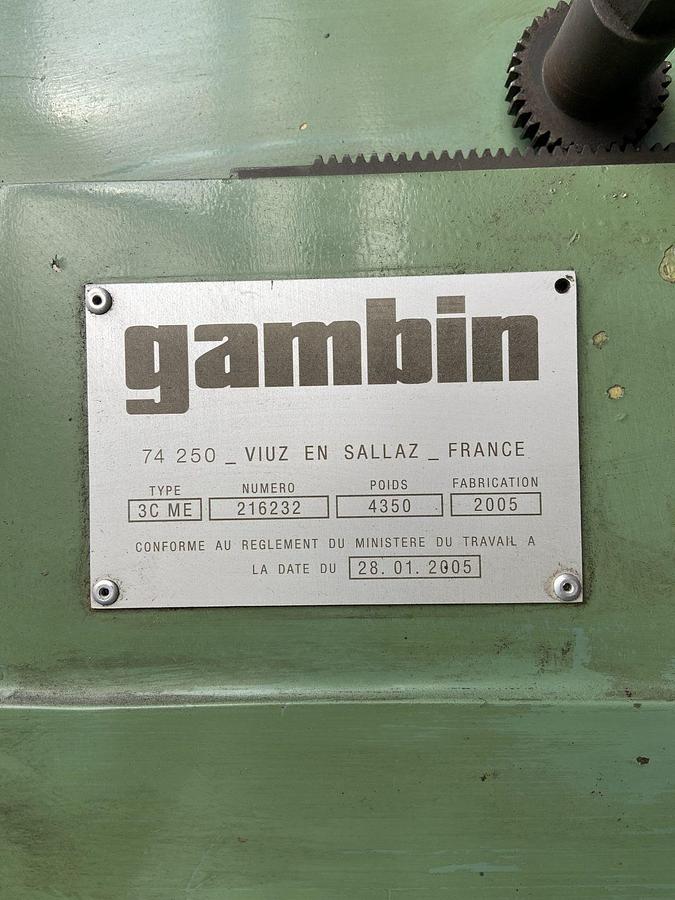 gambin
74 250 _ VIUZ EN SALLAZ _ FRANCE
TYPE NUMERO POIDS FABRICATION
3C ME 216232 4350 2005
CONFORME AU REGLEMENT DU MINISTERE DU TRAVAIL A
LA DATE DU 28. 01. 2005